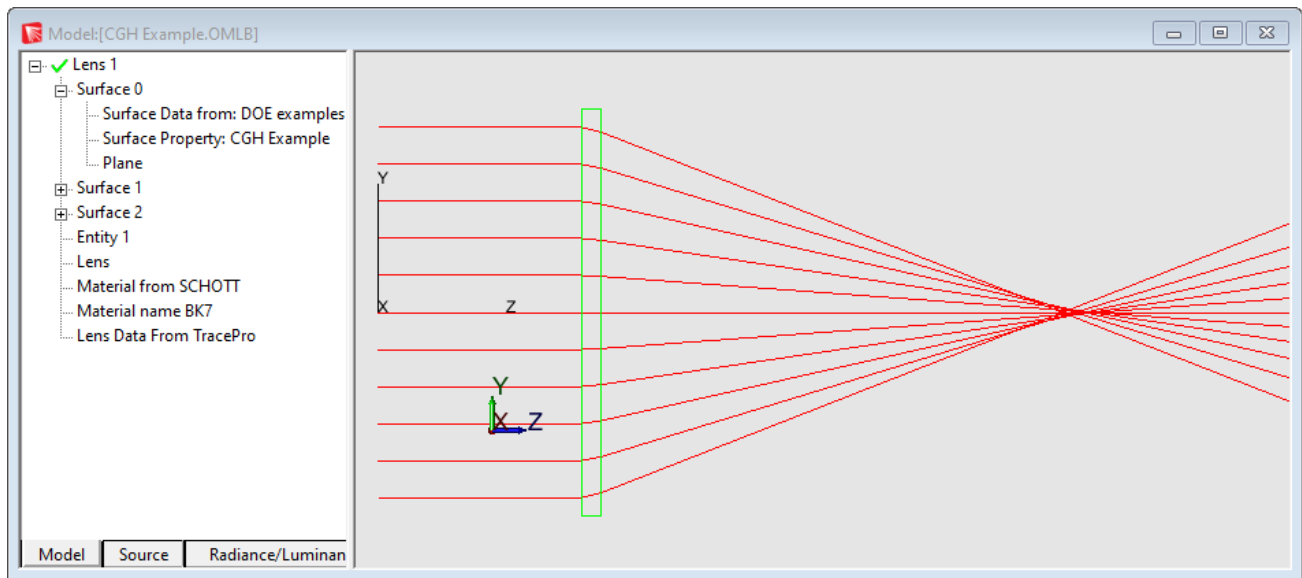 Model:[CGH Example.OMLB]
Lens 1
Surface 0
Surface Data from: DOE examples
Surface Property: CGH Example
Plane
Surface 1
Surface 2
Entity 1
Lens
Material from SCHOTT
Material name BK7
Lens Data From TracePro
Model Source Radiance/Luminan
Y
X Z
Y
X Z